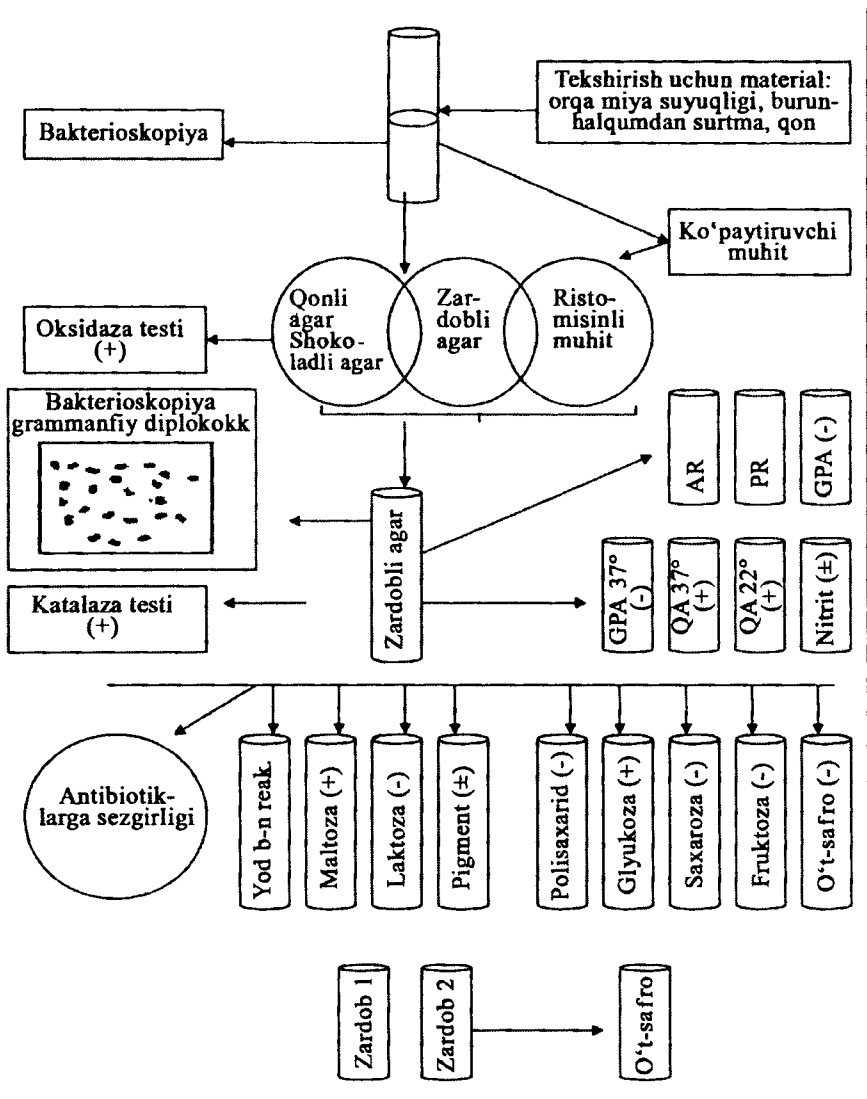 Tekshirish uchun material:
orqa miya suyuqligi, burun-
halqumdan surtma, qon
Bakterioskopiya
Ko‘paytiruvchi
muhit
Qonli
agar
Shoko-
ladli agar
Zar-
dobli
agar
Risto-
misinli
muhit
Oksidaza testi
(+)
Bakterioskopiya
grammanfiy diplokokk
AR
PR
GPA (-)
Zardobli agar
GPA 37°
(-)
QA 37°
(+)
QA 22°
(+)
Nitrit (±)
Katalaza testi
(+)
Antibiotik-
larga sezgirligi
Yod b-n reak.
Maltoza (+)
Laktoza (-)
Pigment (±)
Polisaxarid (-)
Glyukoza (+)
Saxaroza (-)
Fruktoza (-)
O‘t-safro (-)
Zardob 1
Zardob 2
O‘t-safro